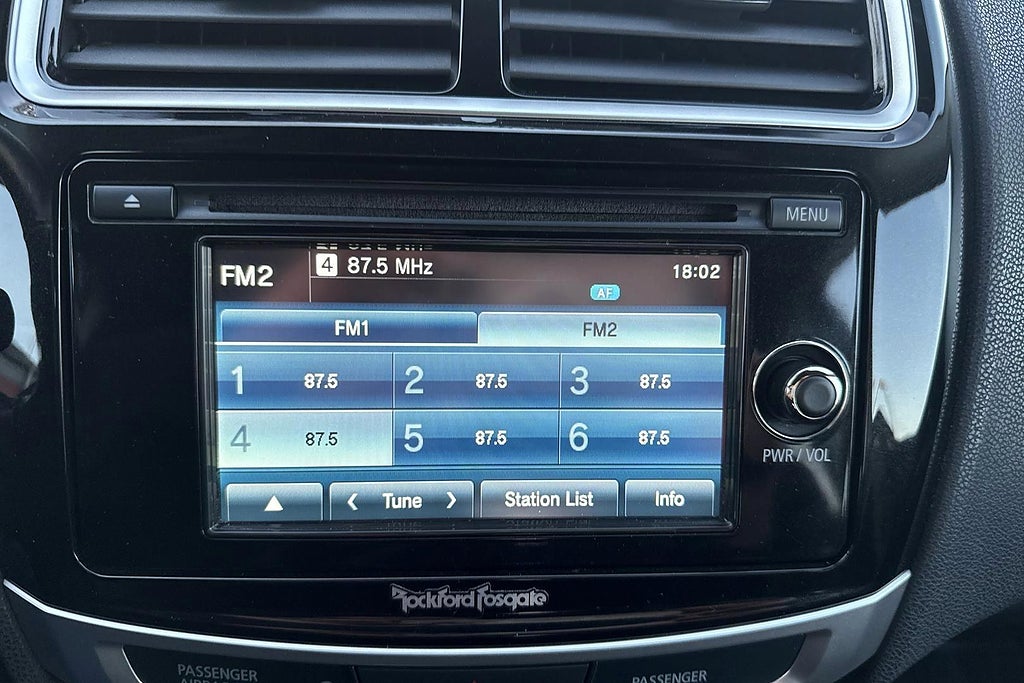 MENU
FM2
4 87.5 MHz
18:02
AF
FM1 FM2
1 87.5 2 87.5 3 87.5
4 87.5 5 87.5 6 87.5
Tune Station List Info
PWR / VOL
Rockford Fosgate
PASSENGER
PASSENGER